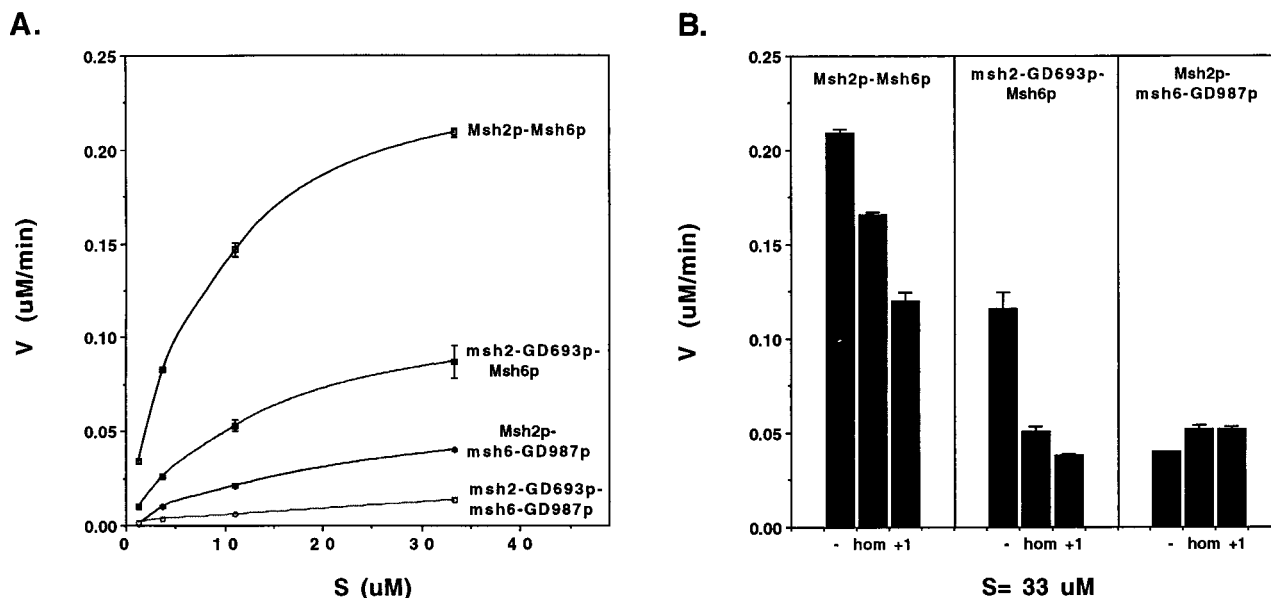 A.
0.25
0.20
0.15
0.10
0.05
0.00
V (uM/min)
0
10
20
30
40
S (uM)
Msh2p-Msh6p
msh2-GD693p-
Msh6p
Msh2p-
msh6-GD987p
msh2-GD693p-
msh6-GD987p
B.
0.25
0.20
0.15
0.10
0.05
0.00
V (uM/min)
Msh2p-Msh6p
msh2-GD693p-
Msh6p
Msh2p-
msh6-GD987p
- hom +1
- hom +1
- hom +1
S= 33 uM